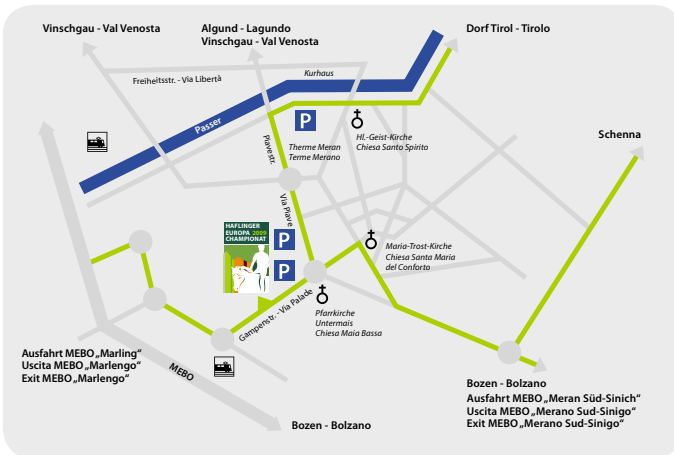 Vinschgau - Val Venosta
Algund - Lagundo
Vinschgau - Val Venosta
Dorf Tirol - Tirolo
Kurhaus
Freiheitsstr. - Via Libertà
Passer
P
Hl.-Geist-Kirche
Chiesa Santo Spirito
Schenna
Piavestr.
Therme Meran
Terme Merano
Via Piave
HAFLINGER
EUROPA 2009
CHAMPIONAT
P
P
Maria-Trost-Kirche
Chiesa Santa Maria
del Conforto
Gampenstr. - Via Palade
Pfarrkirche
Untermais
Chiesa Maia Bassa
Ausfahrt MEBO „Marling“
Uscita MEBO „Marlengo“
Exit MEBO „Marlengo“
MEBO
Bozen - Bolzano
Bozen - Bolzano
Ausfahrt MEBO „Meran Süd-Sinich“
Uscita MEBO „Merano Sud-Sinigo“
Exit MEBO „Merano Sud-Sinigo“